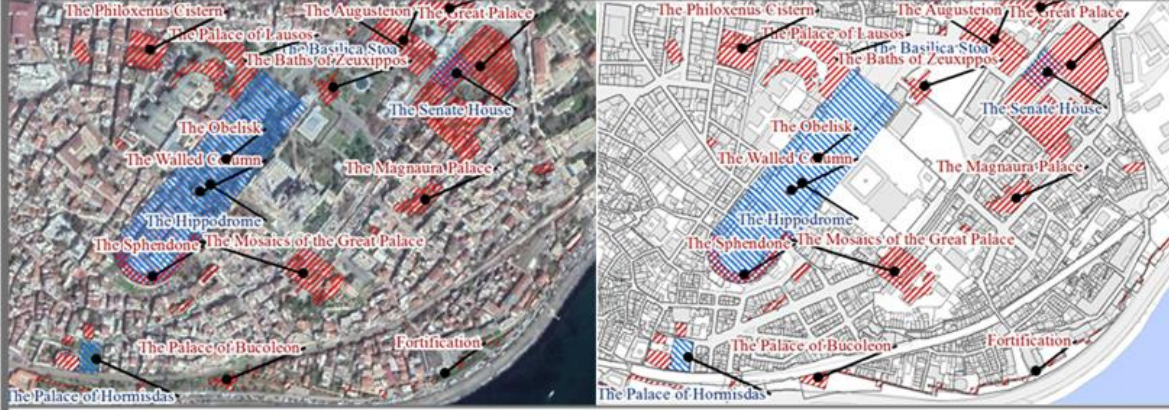 The Philoxenus Cistern
The Augusteion
The Great Palace
The Palace of Lausos
The Basilica Stoa
The Baths of Zeuxippos
The Senate House
The Obelisk
The Walled Column
The Magnaura Palace
The Hippodrome
The Sphendone
The Mosaics of the Great Palace
Fortification
The Palace of Bucoleon
The Palace of Hormisdas
The Philoxenus Cistern
The Augusteion
The Great Palace
The Palace of Lausos
The Basilica Stoa
The Baths of Zeuxippos
The Senate House
The Obelisk
The Walled Column
The Magnaura Palace
The Hippodrome
The Sphendone
The Mosaics of the Great Palace
Fortification
The Palace of Bucoleon
The Palace of Hormisdas